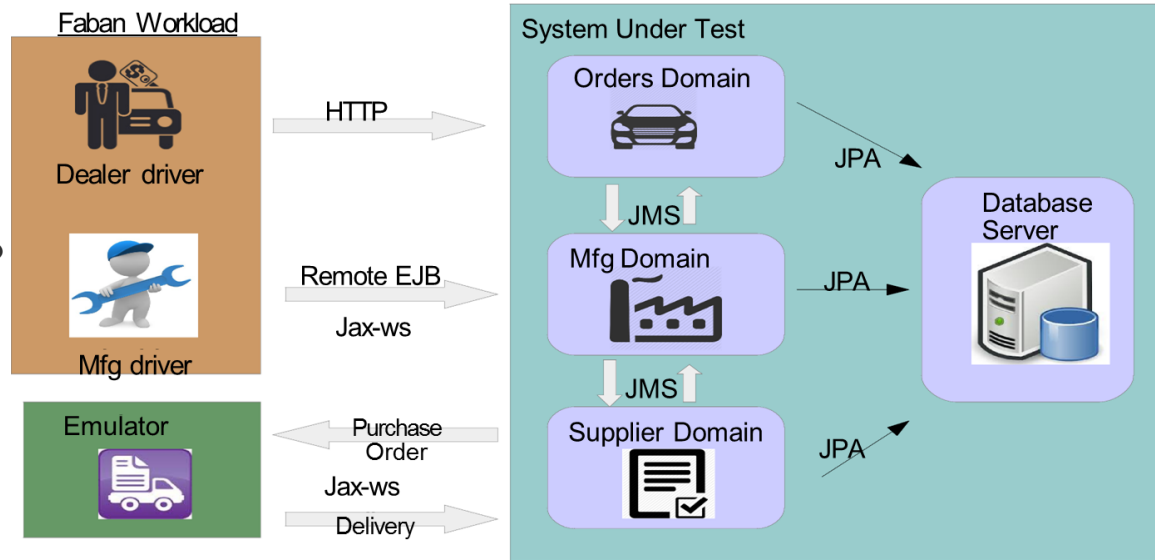 Faban Workload
Dealer driver
Mfg driver
Emulator
HTTP
Remote EJB
Jax-ws
Purchase
Order
Jax-ws
Delivery
System Under Test
Orders Domain
JMS
Mfg Domain
JMS
Supplier Domain
JPA
JPA
JPA
Database
Server